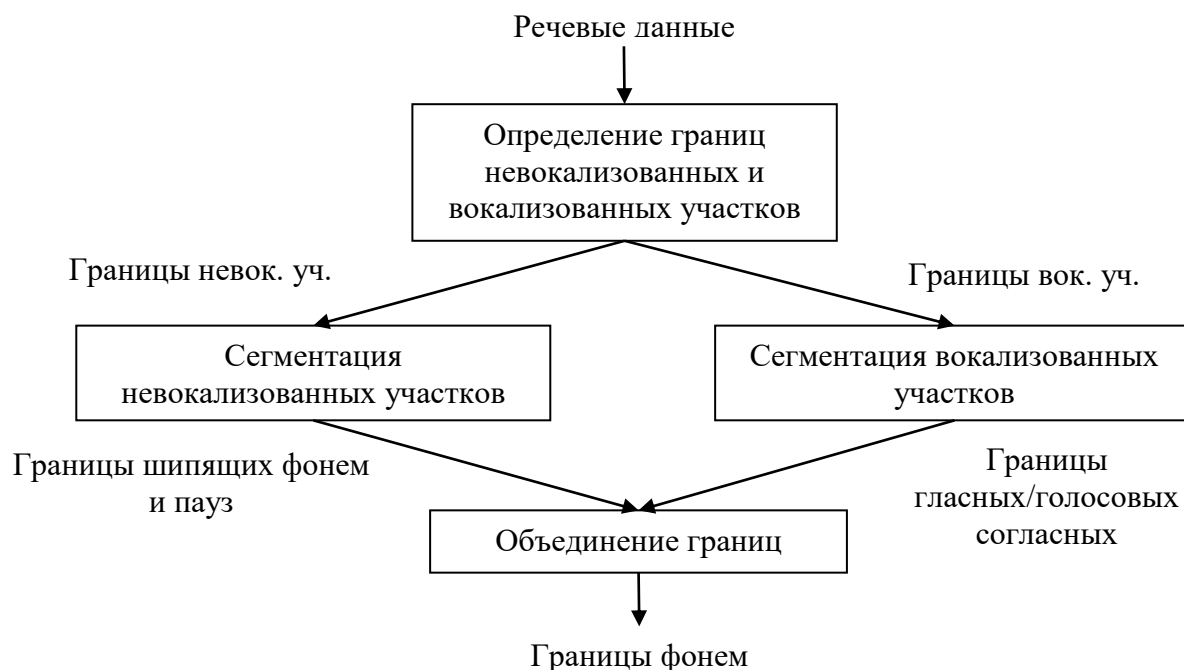 Речевые данные
Определение границ
невокализованных и
вокализованных участков
Границы невок. уч.
Границы вок. уч.
Сегментация
невокализованных участков
Сегментация вокализованных
участков
Границы шипящих фонем
и пауз
Границы
гласных/голосовых
согласных
Объединение границ
Границы фонем